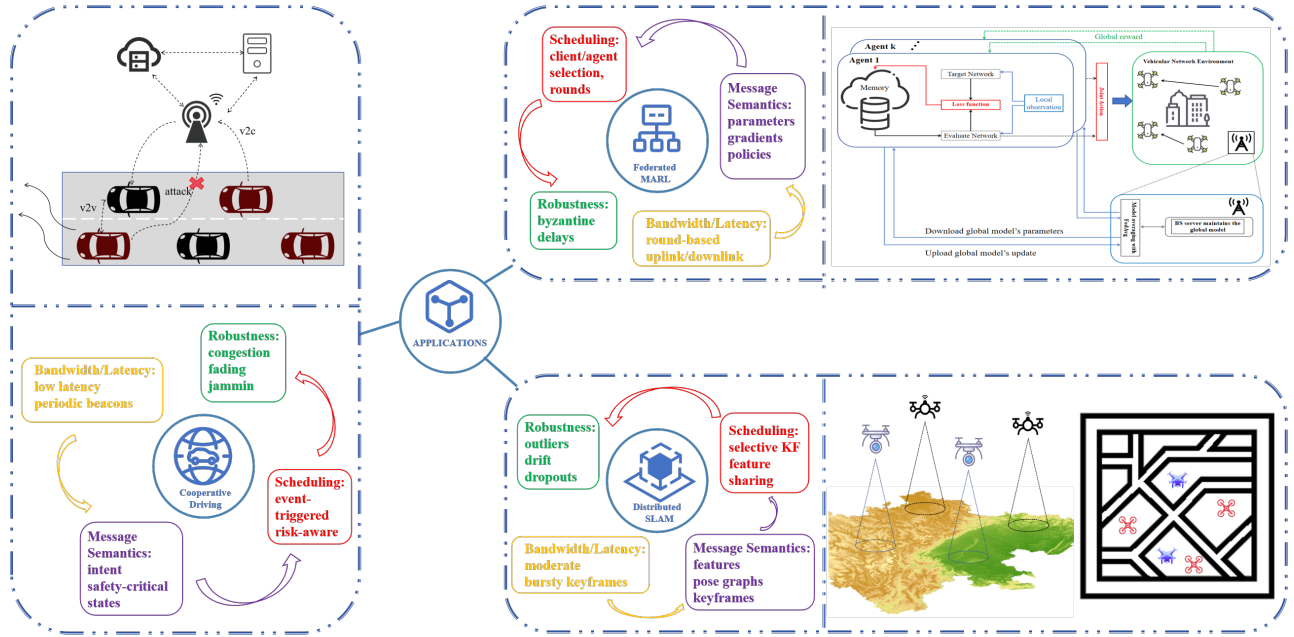 v2c
attack
v2v
Robustness:
congestion
fading
jammin
Bandwidth/Latency:
low latency
periodic beacons
Cooperative
Driving
Scheduling:
event-
triggered
risk-aware
Message
Semantics:
intent
safety-critical
states
APPLICATIONS
Scheduling:
client/agent
selection,
rounds
Message
Semantics:
parameters
gradients
policies
Federated
MARL
Robustness:
byzantine
delays
Bandwidth/Latency:
round-based
uplink/downlink
Global reward
Agent k
Agent 1
Memory
Target Network
Loss function
Local
observation
Evaluate Network
Joint Action
Vehicular Network Environment
Model averaging with
BS server maintains the
global model
Download global model's parameters
Upload global model's update
Robustness:
outliers
drift
dropouts
Scheduling:
selective KF
feature
sharing
Distributed
SLAM
Bandwidth/Latency:
moderate
bursty keyframes
Message Semantics:
features
pose graphs
keyframes